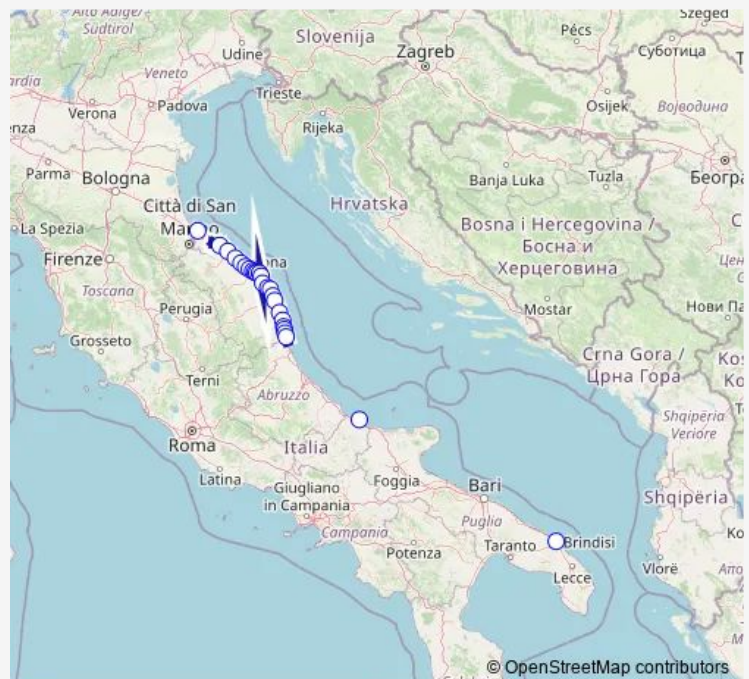 Alto Adige/
Südtirol
Slovenija
Pécs
Szeged
Udine
Zagreb
Суботица
Veneto
Trieste
Verona
Padova
Rijeka
Osijek
Војводина
Parma
Bologna
Banja Luka
Tuzla
Београ
Città di San
Marino
Hrvatska
La Spezia
Bosna i Hercegovina /
Босна и
Херцеговина
Firenze
Toscana
Perugia
Mostar
Нови Па
Grosseto
Crna Gora /
Црна Гора
Terni
Abruzzo
Shqipëria
Veriore
Roma
Italia
Latina
Foggia
Bari
Giugliano
in Campania
Shqipëria
Campania
Puglia
Potenza
Taranto
Brindisi
Lecce
Vlorë
© OpenStreetMap contributors